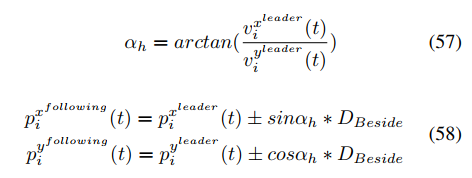 α_h = arctan(v_i^{x^{leader}}(t) / v_i^{y^{leader}}(t)) (57)
p_i^{x^{following}}(t) = p_i^{x^{leader}}(t) ± sinα_h * D_{Beside}
p_i^{y^{following}}(t) = p_i^{y^{leader}}(t) ± cosα_h * D_{Beside} (58)